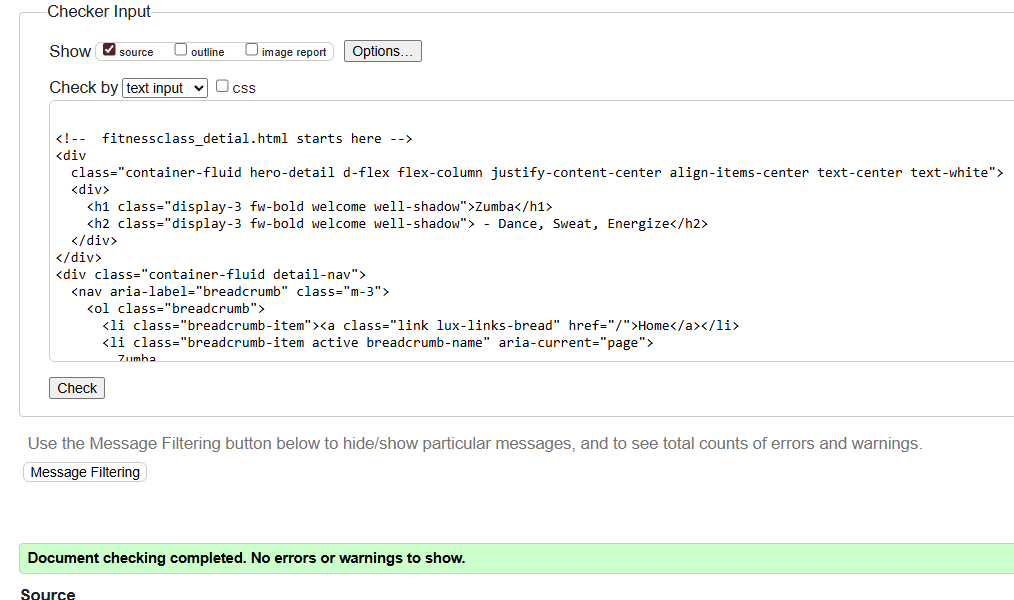 Checker Input
Show source outline image report Options...
Check by text input css
<!--  fitnessclass_detial.html starts here -->
<div
  class="container-fluid hero-detail d-flex flex-column justify-content-center align-items-center text-center text-white">
  <div>
    <h1 class="display-3 fw-bold welcome well-shadow">Zumba</h1>
    <h2 class="display-3 fw-bold welcome well-shadow"> - Dance, Sweat, Energize</h2>
  </div>
</div>
<div class="container-fluid detail-nav">
  <nav aria-label="breadcrumb" class="m-3">
    <ol class="breadcrumb">
      <li class="breadcrumb-item"><a class="link lux-links-bread" href="/">Home</a></li>
      <li class="breadcrumb-item active breadcrumb-name" aria-current="page">
        Zumba
Check
Use the Message Filtering button below to hide/show particular messages, and to see total counts of errors and warnings.
Message Filtering
Document checking completed. No errors or warnings to show.
Source